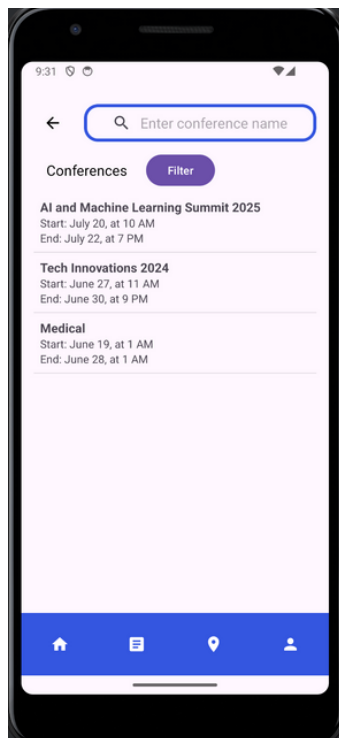 9:31
Enter conference name
Conferences
Filter
AI and Machine Learning Summit 2025
Start: July 20, at 10 AM
End: July 22, at 7 PM
Tech Innovations 2024
Start: June 27, at 11 AM
End: June 30, at 9 PM
Medical
Start: June 19, at 1 AM
End: June 28, at 1 AM